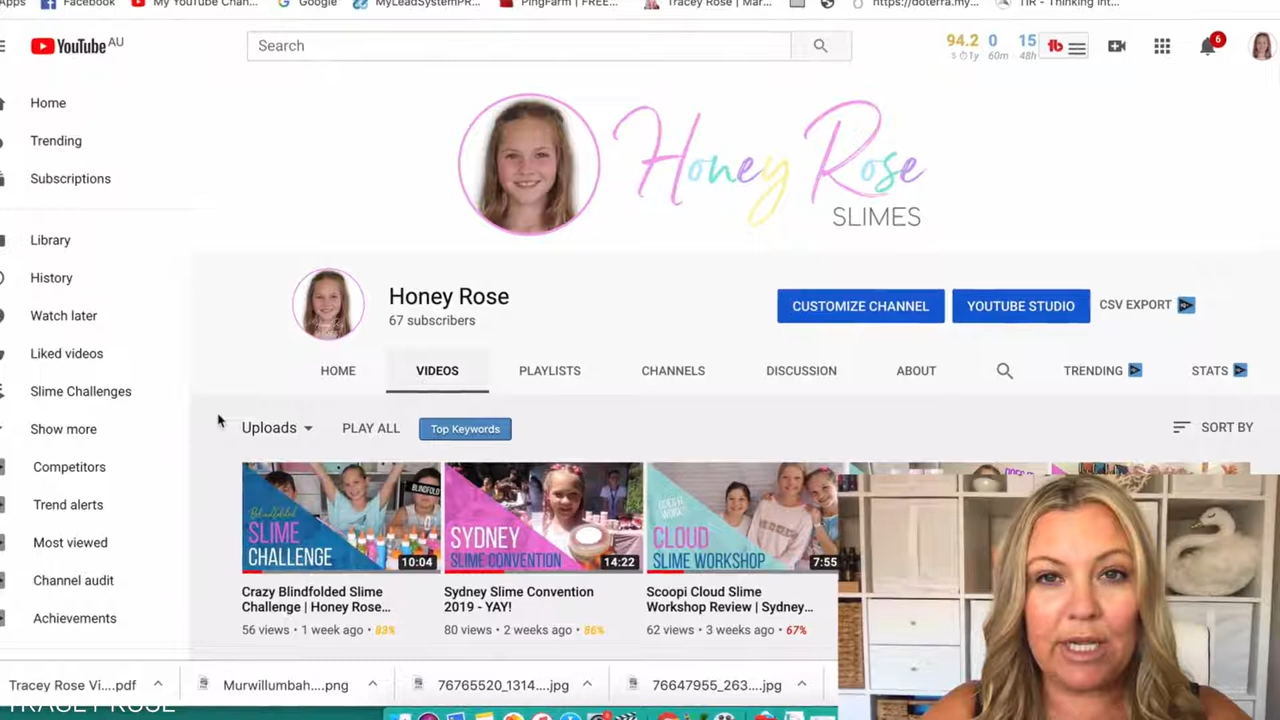 Apps Facebook My YouTube Chan... Google MyLeadSystemPR... PingFarm | FREE... Tracey Rose | Mar... https://doterra.my... TIR - Thinking Int...
YouTube AU
Search
94.2 0 15
60m 48h
tb
6
Home
Trending
Subscriptions
Library
History
Watch later
Liked videos
Slime Challenges
Show more
Competitors
Trend alerts
Most viewed
Channel audit
Achievements
Honey Rose
SLIMES
Honey Rose
67 subscribers
CUSTOMIZE CHANNEL YOUTUBE STUDIO CSV EXPORT
HOME VIDEOS PLAYLISTS CHANNELS DISCUSSION ABOUT TRENDING STATS
Uploads PLAY ALL Top Keywords SORT BY
Blindfolded
SLIME
CHALLENGE
BLINDFOLD
10:04
SYDNEY
SLIME CONVENTION
14:22
DOES IT
WORK?
CLOUD
SLIME WORKSHOP
7:55
Crazy Blindfolded Slime
Challenge | Honey Rose...
56 views • 1 week ago • 83%
Sydney Slime Convention
2019 - YAY!
80 views • 2 weeks ago • 86%
Scoopi Cloud Slime
Workshop Review | Sydney...
62 views • 3 weeks ago • 67%
Tracey Rose Vi....pdf Murwillumbah....png 76765520_1314....jpg 76647955_263....jpg
TRACEY ROSE